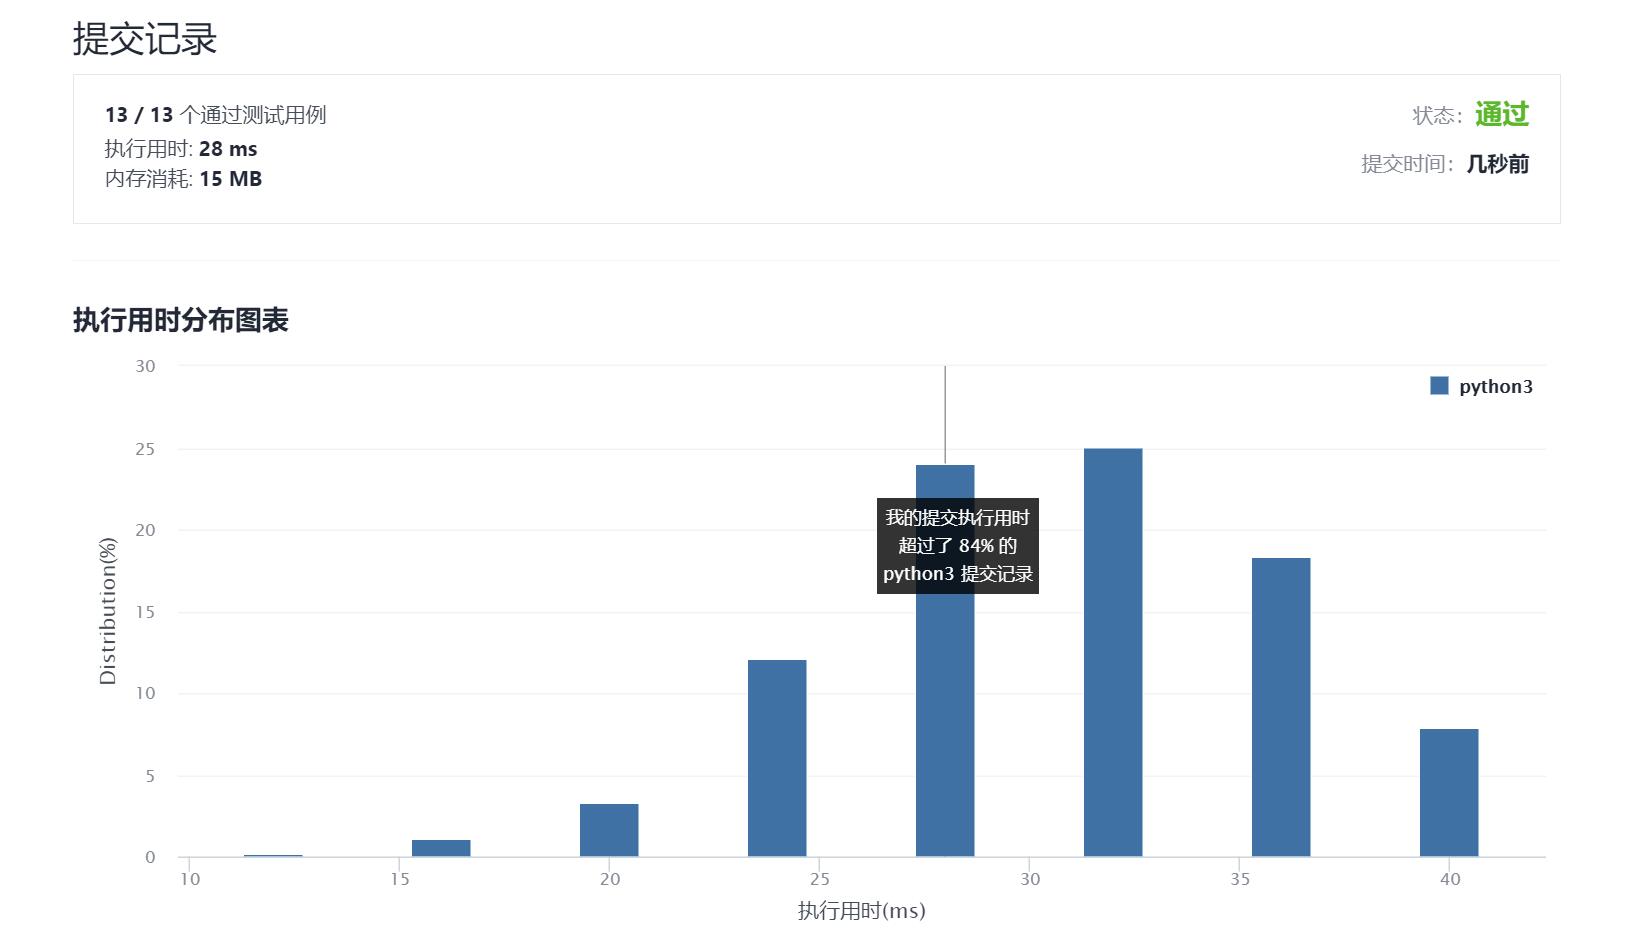 提交记录
13 / 13 个通过测试用例
状态：通过
执行用时: 28 ms
提交时间：几秒前
内存消耗: 15 MB
执行用时分布图表
30
python3
25
我的提交执行用时
20
超过了 84% 的
python3 提交记录
15
Distribution(%)
10
5
0
10 15 20 25 30 35 40
执行用时(ms)